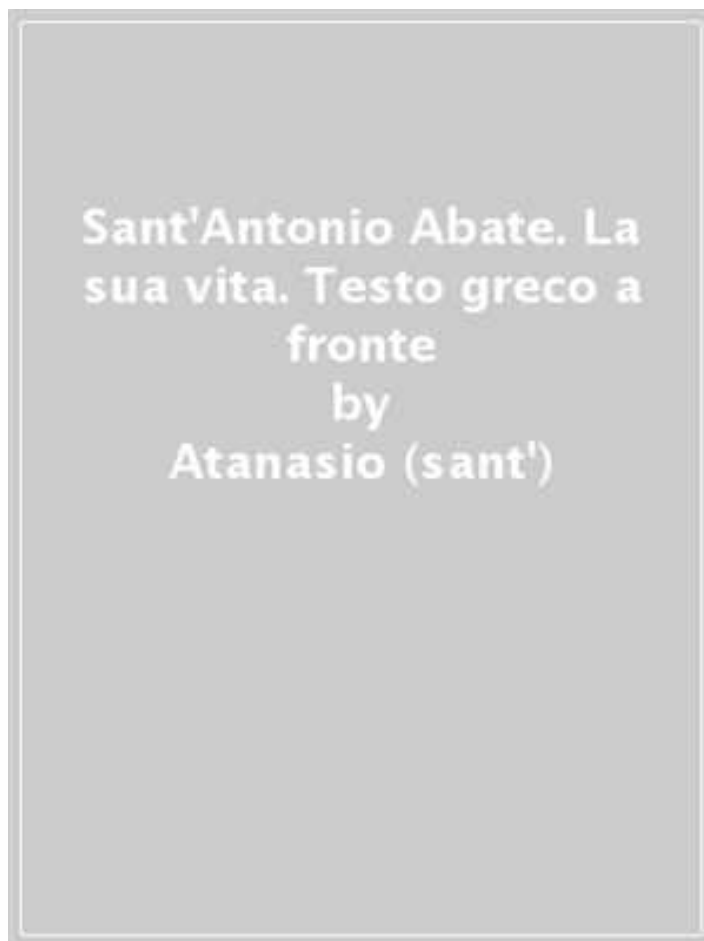 Sant'Antonio Abate. La
sua vita. Testo greco a
fronte
by
Atanasio (sant')